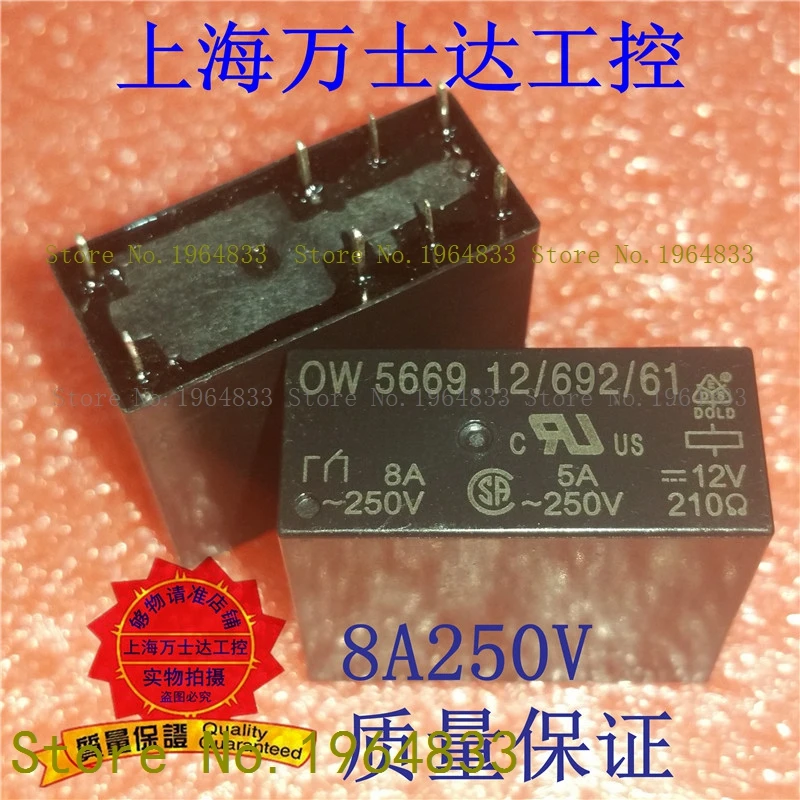 上海万士达工控
Store No.1964833 Store No.1964833 Store No.1964833
OW 5669.12/692/61
Store No.1964833 Store No.1964833 Store No.1964833
DOLD
C RU US
8A 5A 12V
~250V SA ~250V 210Ω
够物请准店铺
上海万士达工控
实物拍摄
盗图必究
8A250V
質量保證 Quality Guaranteed
质量保证
Store No.1964833